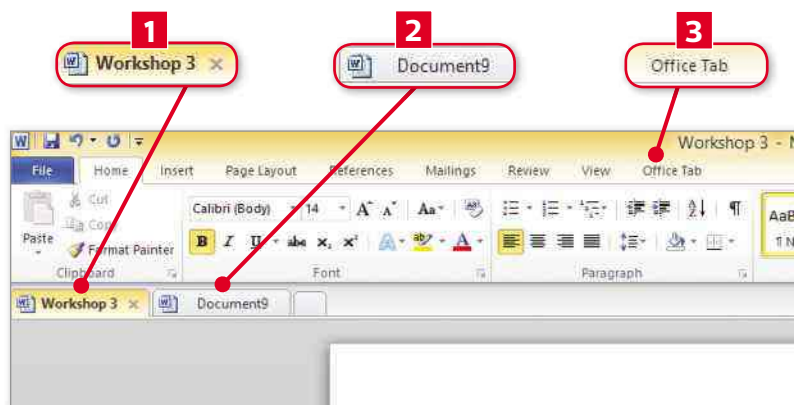 1
2
3
Workshop 3
Document9
Office Tab
Workshop 3 -
File Home Insert Page Layout References Mailings Review View Office Tab
Cut
Copy
Paste
Format Painter
Calibri (Body) 14 A A Aa
B I U abc x₂ x² A ab A
AaB
1 N
Clipboard Font Paragraph
Workshop 3 Document9